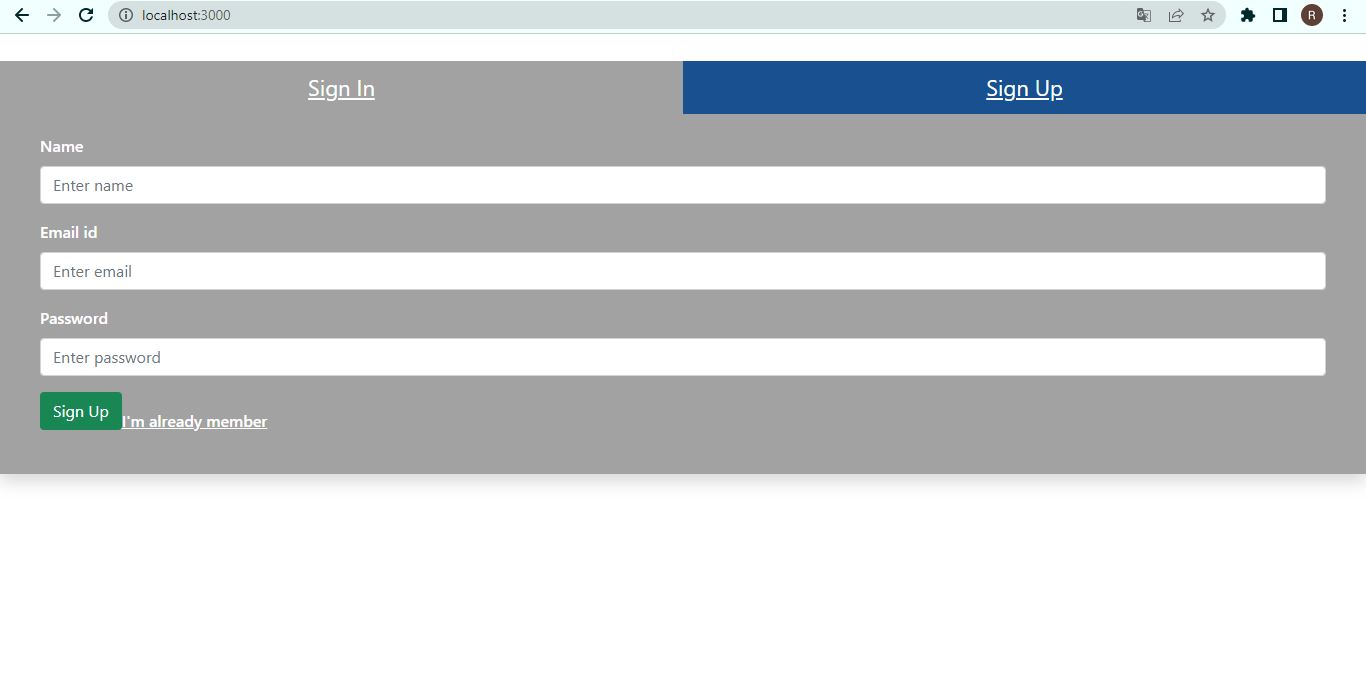 localhost:3000
R
Sign In
Sign Up
Name
Enter name
Email id
Enter email
Password
Enter password
Sign Up I'm already member